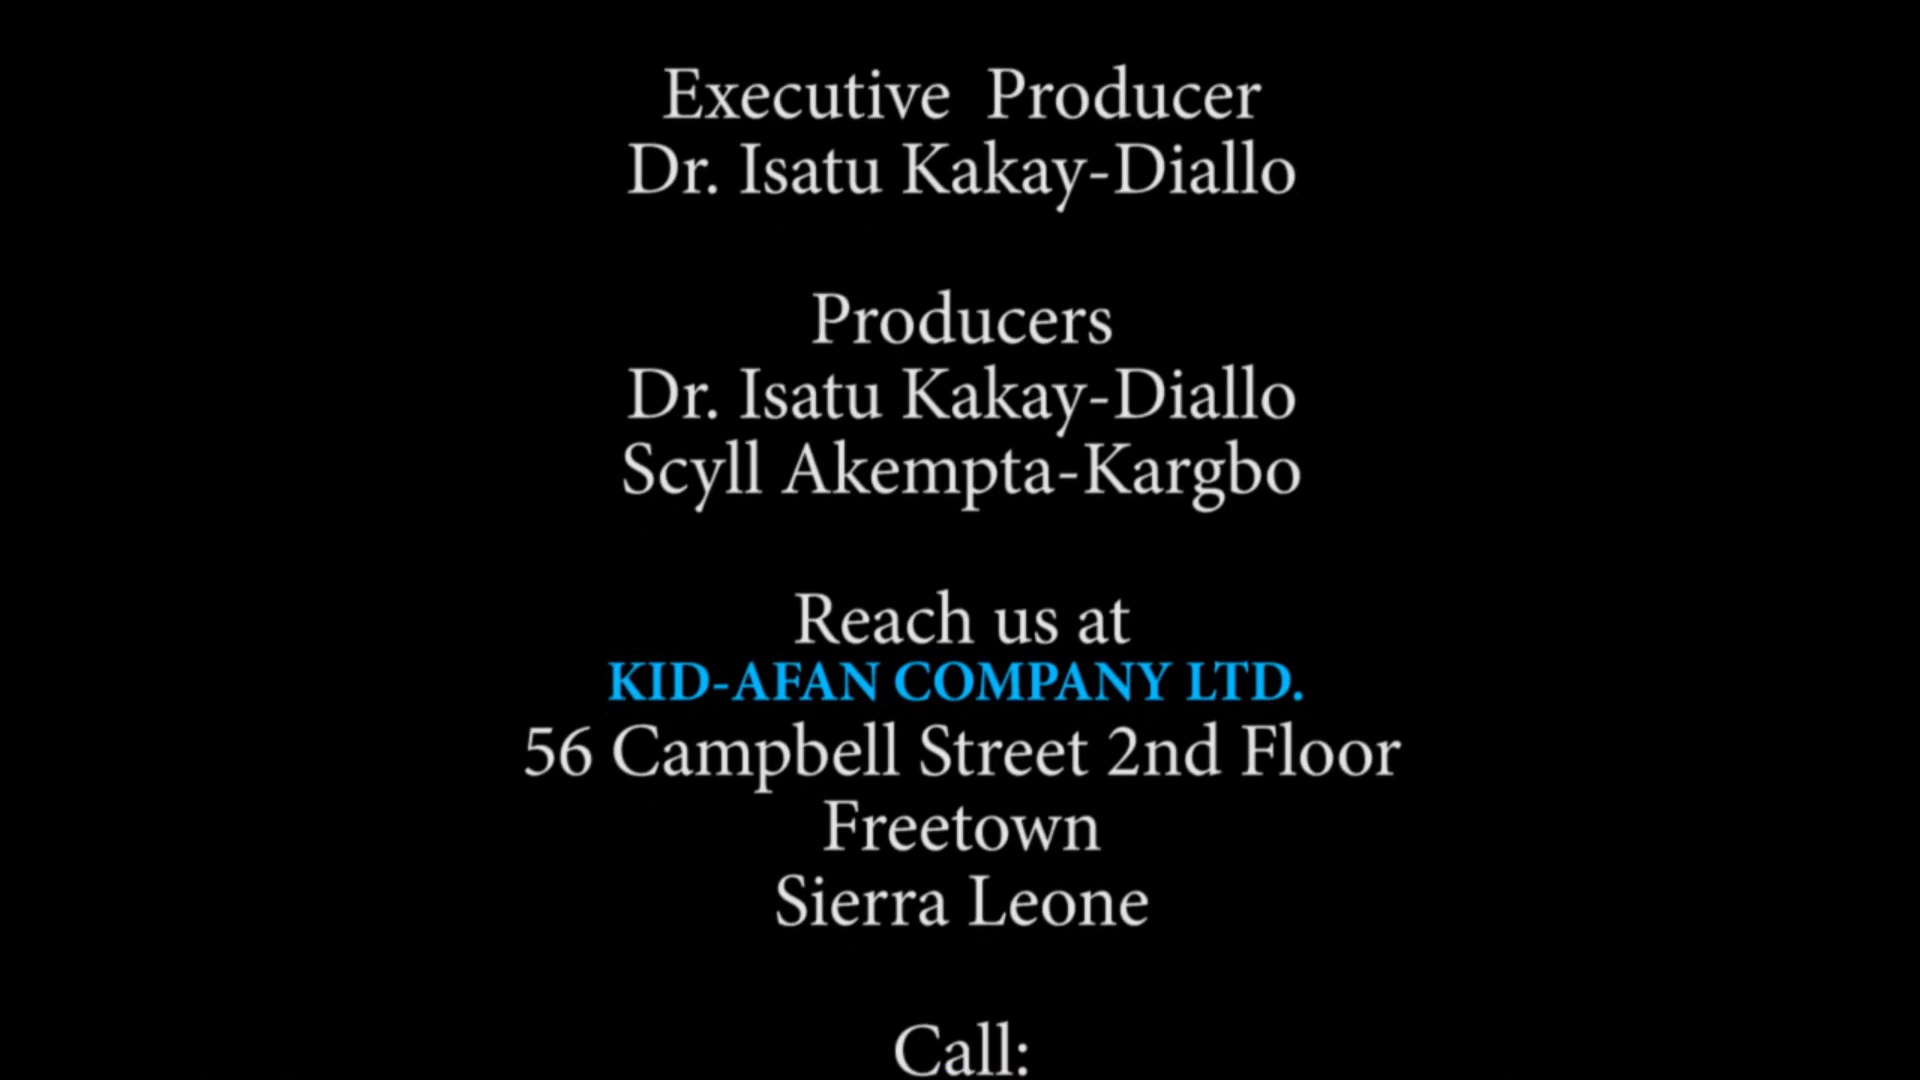 Executive Producer
Dr. Isatu Kakay-Diallo
Producers
Dr. Isatu Kakay-Diallo
Scyll Akempta-Kargbo
Reach us at
KID-AFAN COMPANY LTD.
56 Campbell Street 2nd Floor
Freetown
Sierra Leone
Call: